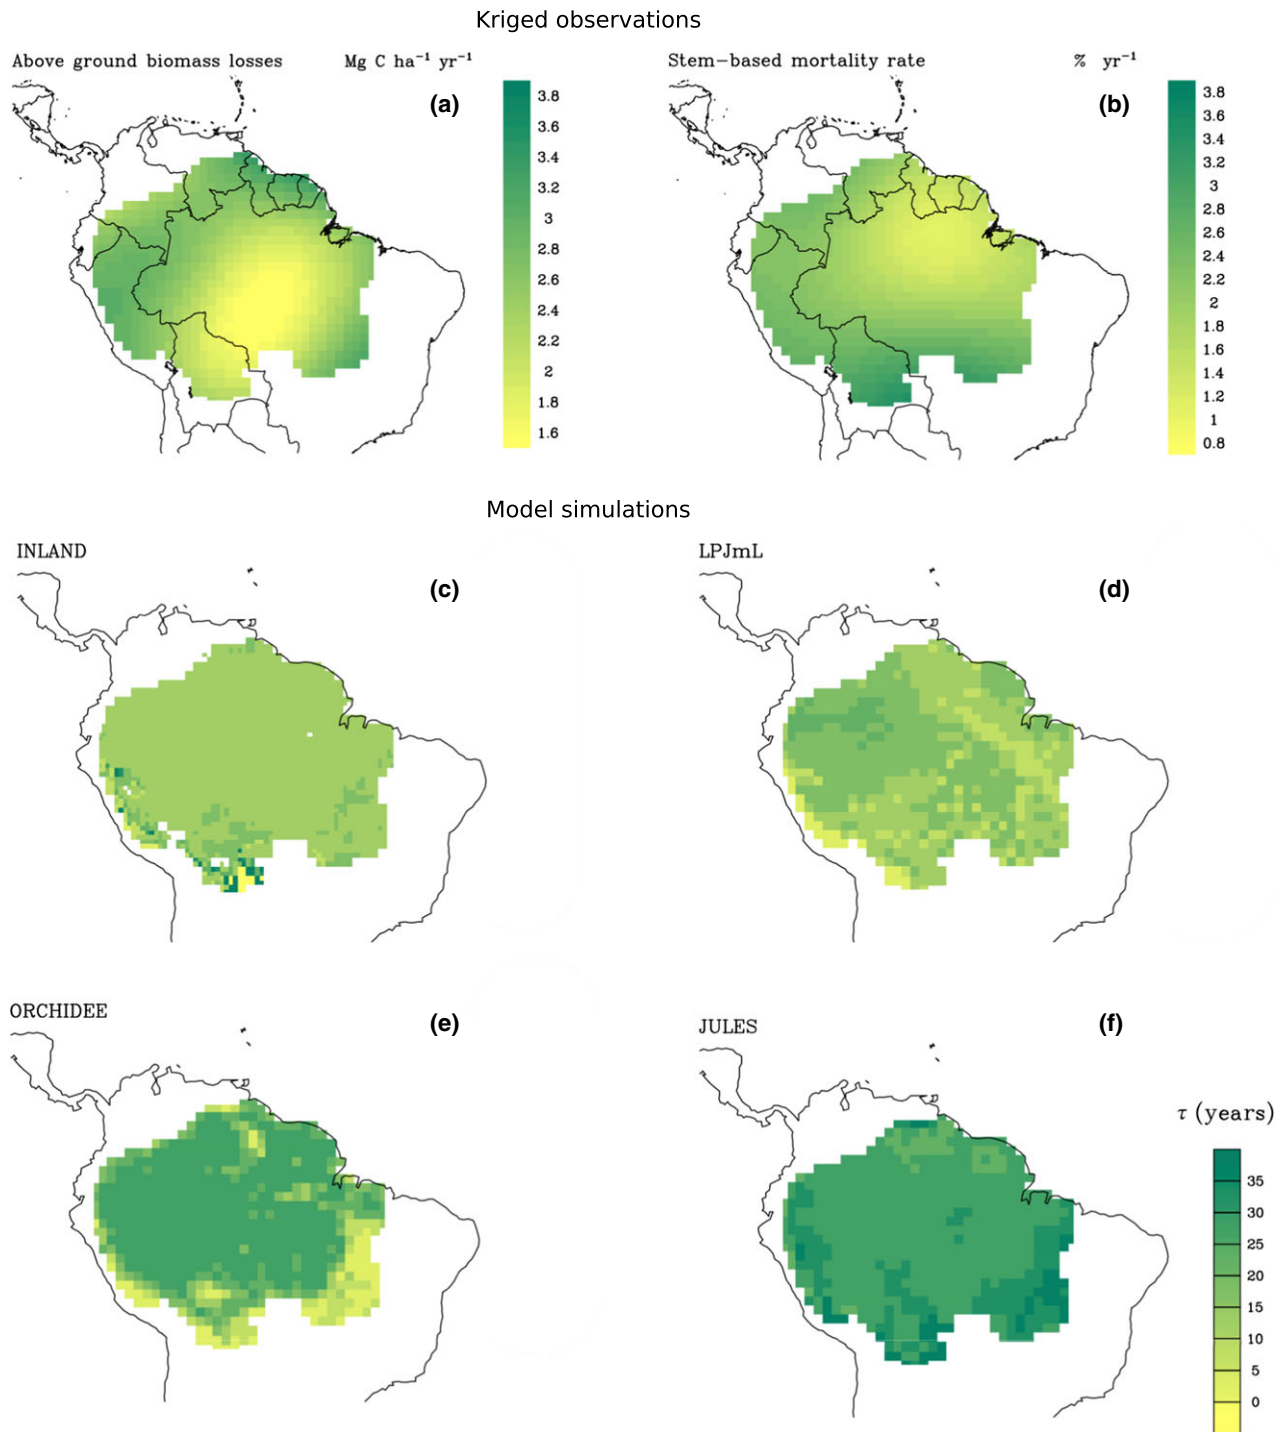 Kriged observations
Above ground biomass losses Mg C ha⁻¹ yr⁻¹
(a)
3.8
3.6
3.4
3.2
3
2.8
2.6
2.4
2.2
2
1.8
1.6
Stem-based mortality rate % yr⁻¹
(b)
3.8
3.6
3.4
3.2
3
2.8
2.6
2.4
2.2
2
1.8
1.6
1.4
1.2
1
0.8
Model simulations
INLAND
(c)
LPJmL
(d)
ORCHIDEE
(e)
JULES
(f)
τ (years)
35
30
25
20
15
10
5
0